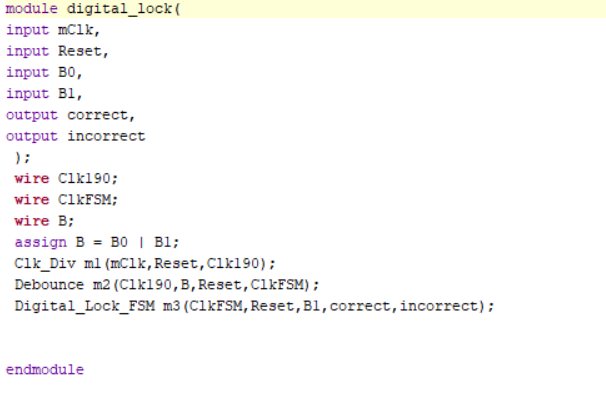 module digital_lock(
input mClk,
input Reset,
input B0,
input B1,
output correct,
output incorrect
);
wire Clk190;
wire ClkFSM;
wire B;
assign B = B0 | B1;
Clk_Div m1(mClk,Reset,Clk190);
Debounce m2(Clk190,B,Reset,ClkFSM);
Digital_Lock_FSM m3(ClkFSM,Reset,B1,correct,incorrect);
endmodule